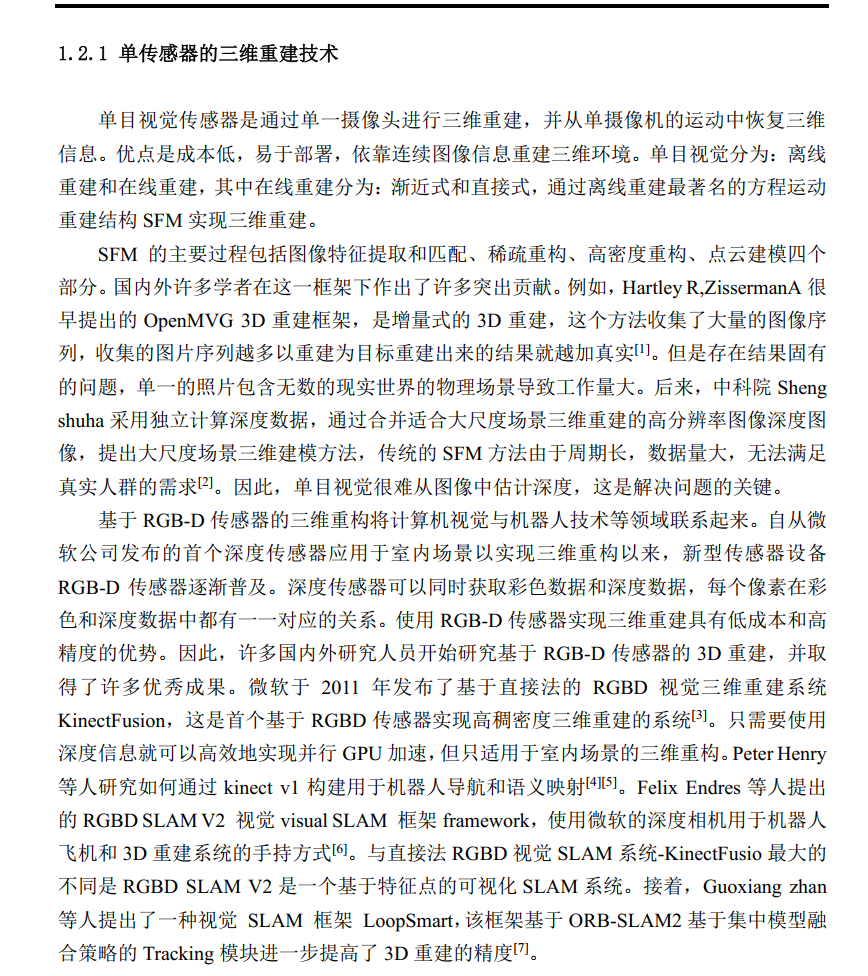 1.2.1 单传感器的三维重建技术
单目视觉传感器是通过单一摄像头进行三维重建，并从单摄像机的运动中恢复三维
信息。优点是成本低，易于部署，依靠连续图像信息重建三维环境。单目视觉分为：离线
重建和在线重建，其中在线重建分为：渐近式和直接式，通过离线重建最著名的方程运动
重建结构 SFM 实现三维重建。
SFM 的主要过程包括图像特征提取和匹配、稀疏重构、高密度重构、点云建模四个
部分。国内外许多学者在这一框架下作出了许多突出贡献。例如，Hartley R,ZissermanA 很
早提出的 OpenMVG 3D 重建框架，是增量式的 3D 重建，这个方法收集了大量的图像序
列，收集的图片序列越多以重建为目标重建出来的结果就越加真实[1]。但是存在结果固有
的问题，单一的照片包含无数的现实世界的物理场景导致工作量大。后来，中科院 Sheng
shuha 采用独立计算深度数据，通过合并适合大尺度场景三维重建的高分辨率图像深度图
像，提出大尺度场景三维建模方法，传统的 SFM 方法由于周期长，数据量大，无法满足
真实人群的需求[2]。因此，单目视觉很难从图像中估计深度，这是解决问题的关键。
基于 RGB-D 传感器的三维重构将计算机视觉与机器人技术等领域联系起来。自从微
软公司发布的首个深度传感器应用于室内场景以实现三维重构以来，新型传感器设备
RGB-D 传感器逐渐普及。深度传感器可以同时获取彩色数据和深度数据，每个像素在彩
色和深度数据中都有一一对应的关系。使用 RGB-D 传感器实现三维重建具有低成本和高
精度的优势。因此，许多国内外研究人员开始研究基于 RGB-D 传感器的 3D 重建，并取
得了许多优秀成果。微软于 2011 年发布了基于直接法的 RGBD 视觉三维重建系统
KinectFusion，这是首个基于 RGBD 传感器实现高稠密度三维重建的系统[3]。只需要使用
深度信息就可以高效地实现并行 GPU 加速，但只适用于室内场景的三维重构。Peter Henry
等人研究如何通过 kinect v1 构建用于机器人导航和语义映射[4][5]。Felix Endres 等人提出
的 RGBD SLAM V2 视觉 visual SLAM 框架 framework，使用微软的深度相机用于机器人
飞机和 3D 重建系统的手持方式[6]。与直接法 RGBD 视觉 SLAM 系统-KinectFusio 最大的
不同是 RGBD SLAM V2 是一个基于特征点的可视化 SLAM 系统。接着，Guoxiang zhan
等人提出了一种视觉 SLAM 框架 LoopSmart，该框架基于 ORB-SLAM2 基于集中模型融
合策略的 Tracking 模块进一步提高了 3D 重建的精度[7]。